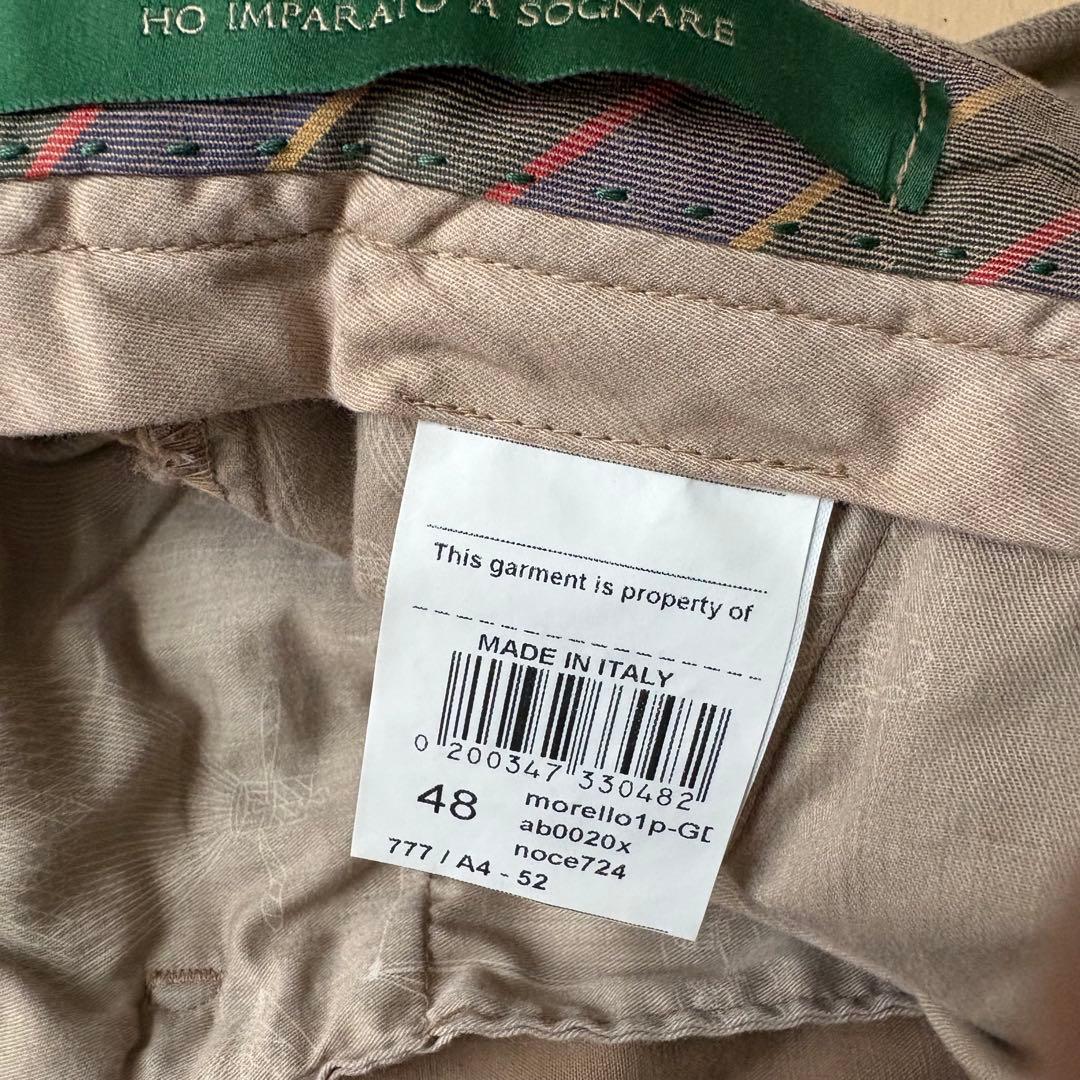 HO IMPARATO A SOGNARE
This garment is property of
MADE IN ITALY
0 200347 330482
48
morello1p-GD
ab0020x
noce724
777 / A4 - 52